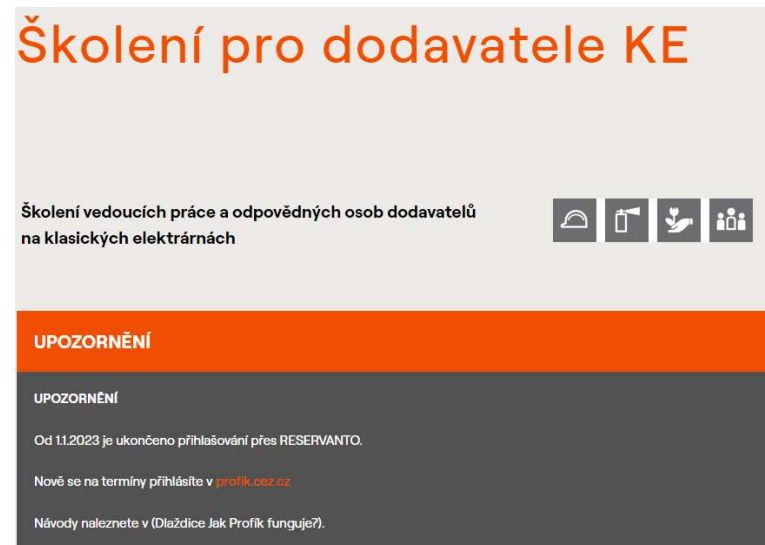 Školení pro dodavatele KE
Školení vedoucích práce a odpovědných osob dodavatelů
na klasických elektrárnách
UPOZORNĚNÍ
UPOZORNĚNÍ
Od 1.1.2023 je ukončeno přihlašování přes RESERVANTO.
Nově se na termíny přihlásíte v profik.cez.cz
Návody naleznete v (Dlaždice Jak Profík funguje?).